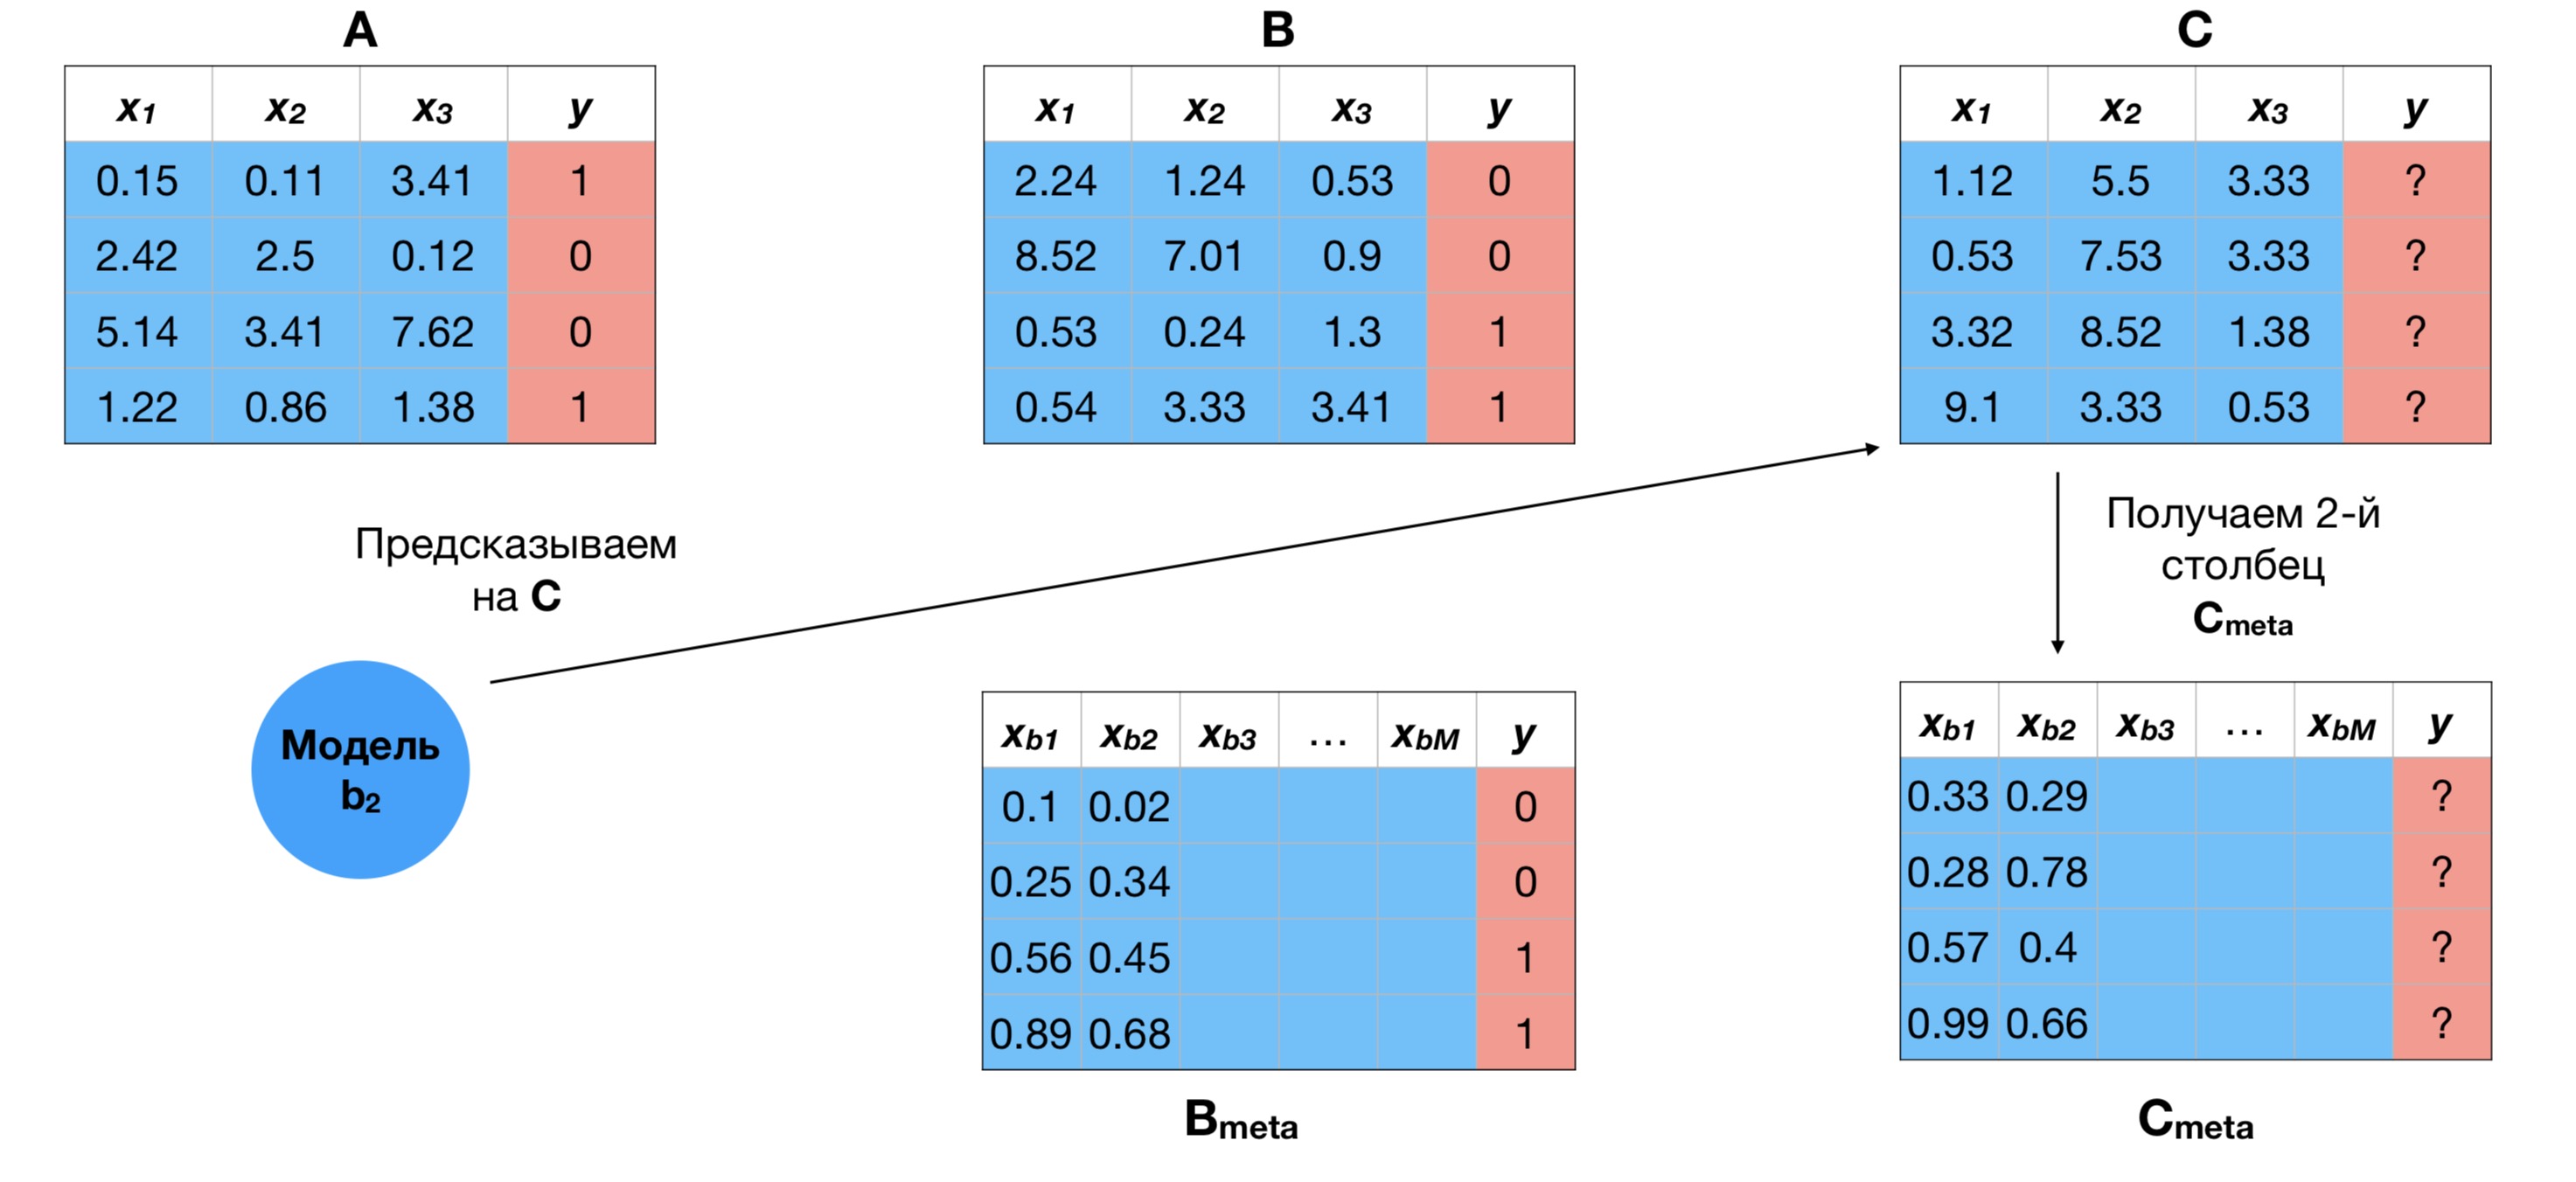 A
x₁ x₂ x₃ y
0.15 0.11 3.41 1
2.42 2.5 0.12 0
5.14 3.41 7.62 0
1.22 0.86 1.38 1
B
x₁ x₂ x₃ y
2.24 1.24 0.53 0
8.52 7.01 0.9 0
0.53 0.24 1.3 1
0.54 3.33 3.41 1
C
x₁ x₂ x₃ y
1.12 5.5 3.33 ?
0.53 7.53 3.33 ?
3.32 8.52 1.38 ?
9.1 3.33 0.53 ?
Предсказываем
на C
Получаем 2-й
столбец
Cmeta
Модель
b₂
xb1 xb2 xb3 ... xbM y
0.1 0.02 0
0.25 0.34 0
0.56 0.45 1
0.89 0.68 1
Bmeta
xb1 xb2 xb3 ... xbM y
0.33 0.29 ?
0.28 0.78 ?
0.57 0.4 ?
0.99 0.66 ?
Cmeta